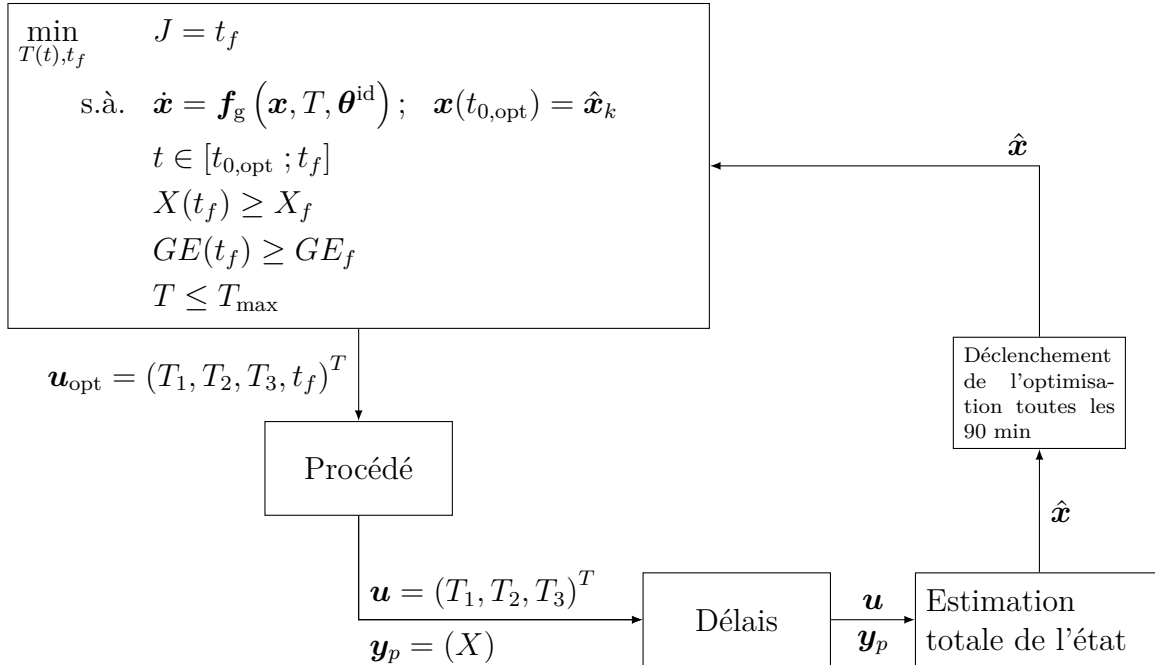 min J = t_f
T(t),t_f
s.à. ẋ = f_g (x, T, θ^id) ; x(t_0,opt) = x̂_k
t ∈ [t_0,opt ; t_f]
X(t_f) ≥ X_f
GE(t_f) ≥ GE_f
T ≤ T_max
x̂
u_opt = (T_1, T_2, T_3, t_f)^T
Déclenchement
de l'optimisa-
tion toutes les
90 min
Procédé
x̂
u = (T_1, T_2, T_3)^T
y_p = (X)
Délais
u
y_p
Estimation
totale de l'état